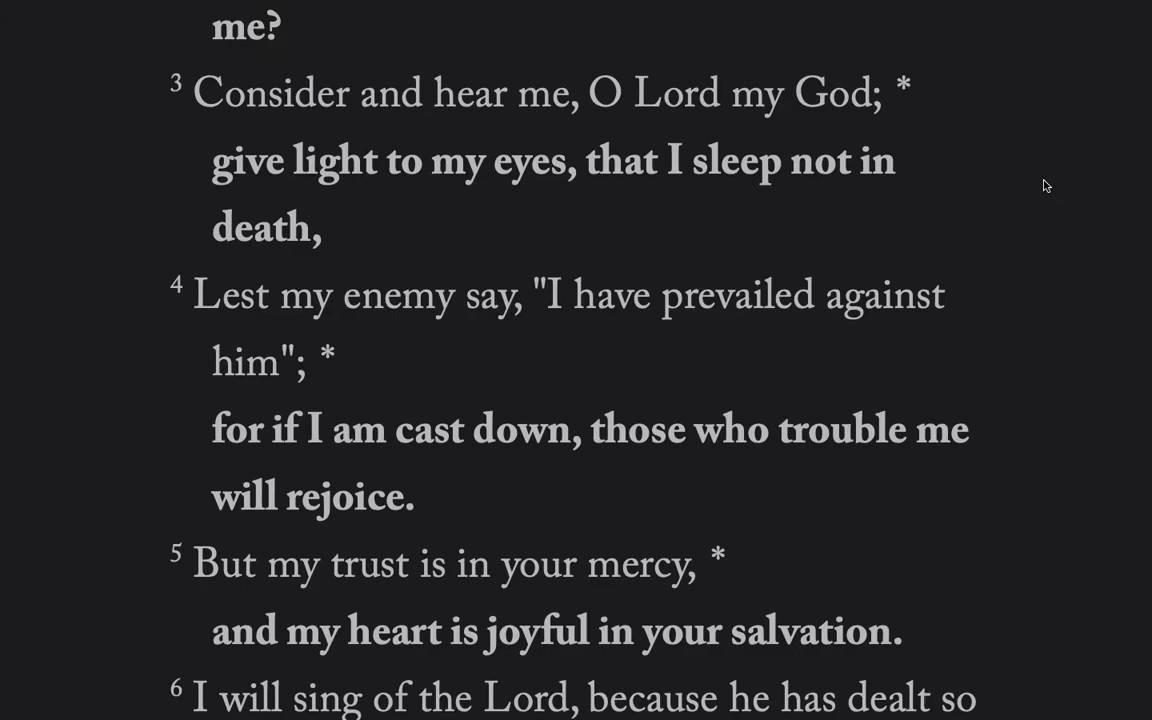 me?
3 Consider and hear me, O Lord my God; *
give light to my eyes, that I sleep not in
death,
4 Lest my enemy say, "I have prevailed against
him"; *
for if I am cast down, those who trouble me
will rejoice.
5 But my trust is in your mercy, *
and my heart is joyful in your salvation.
6 I will sing of the Lord, because he has dealt so